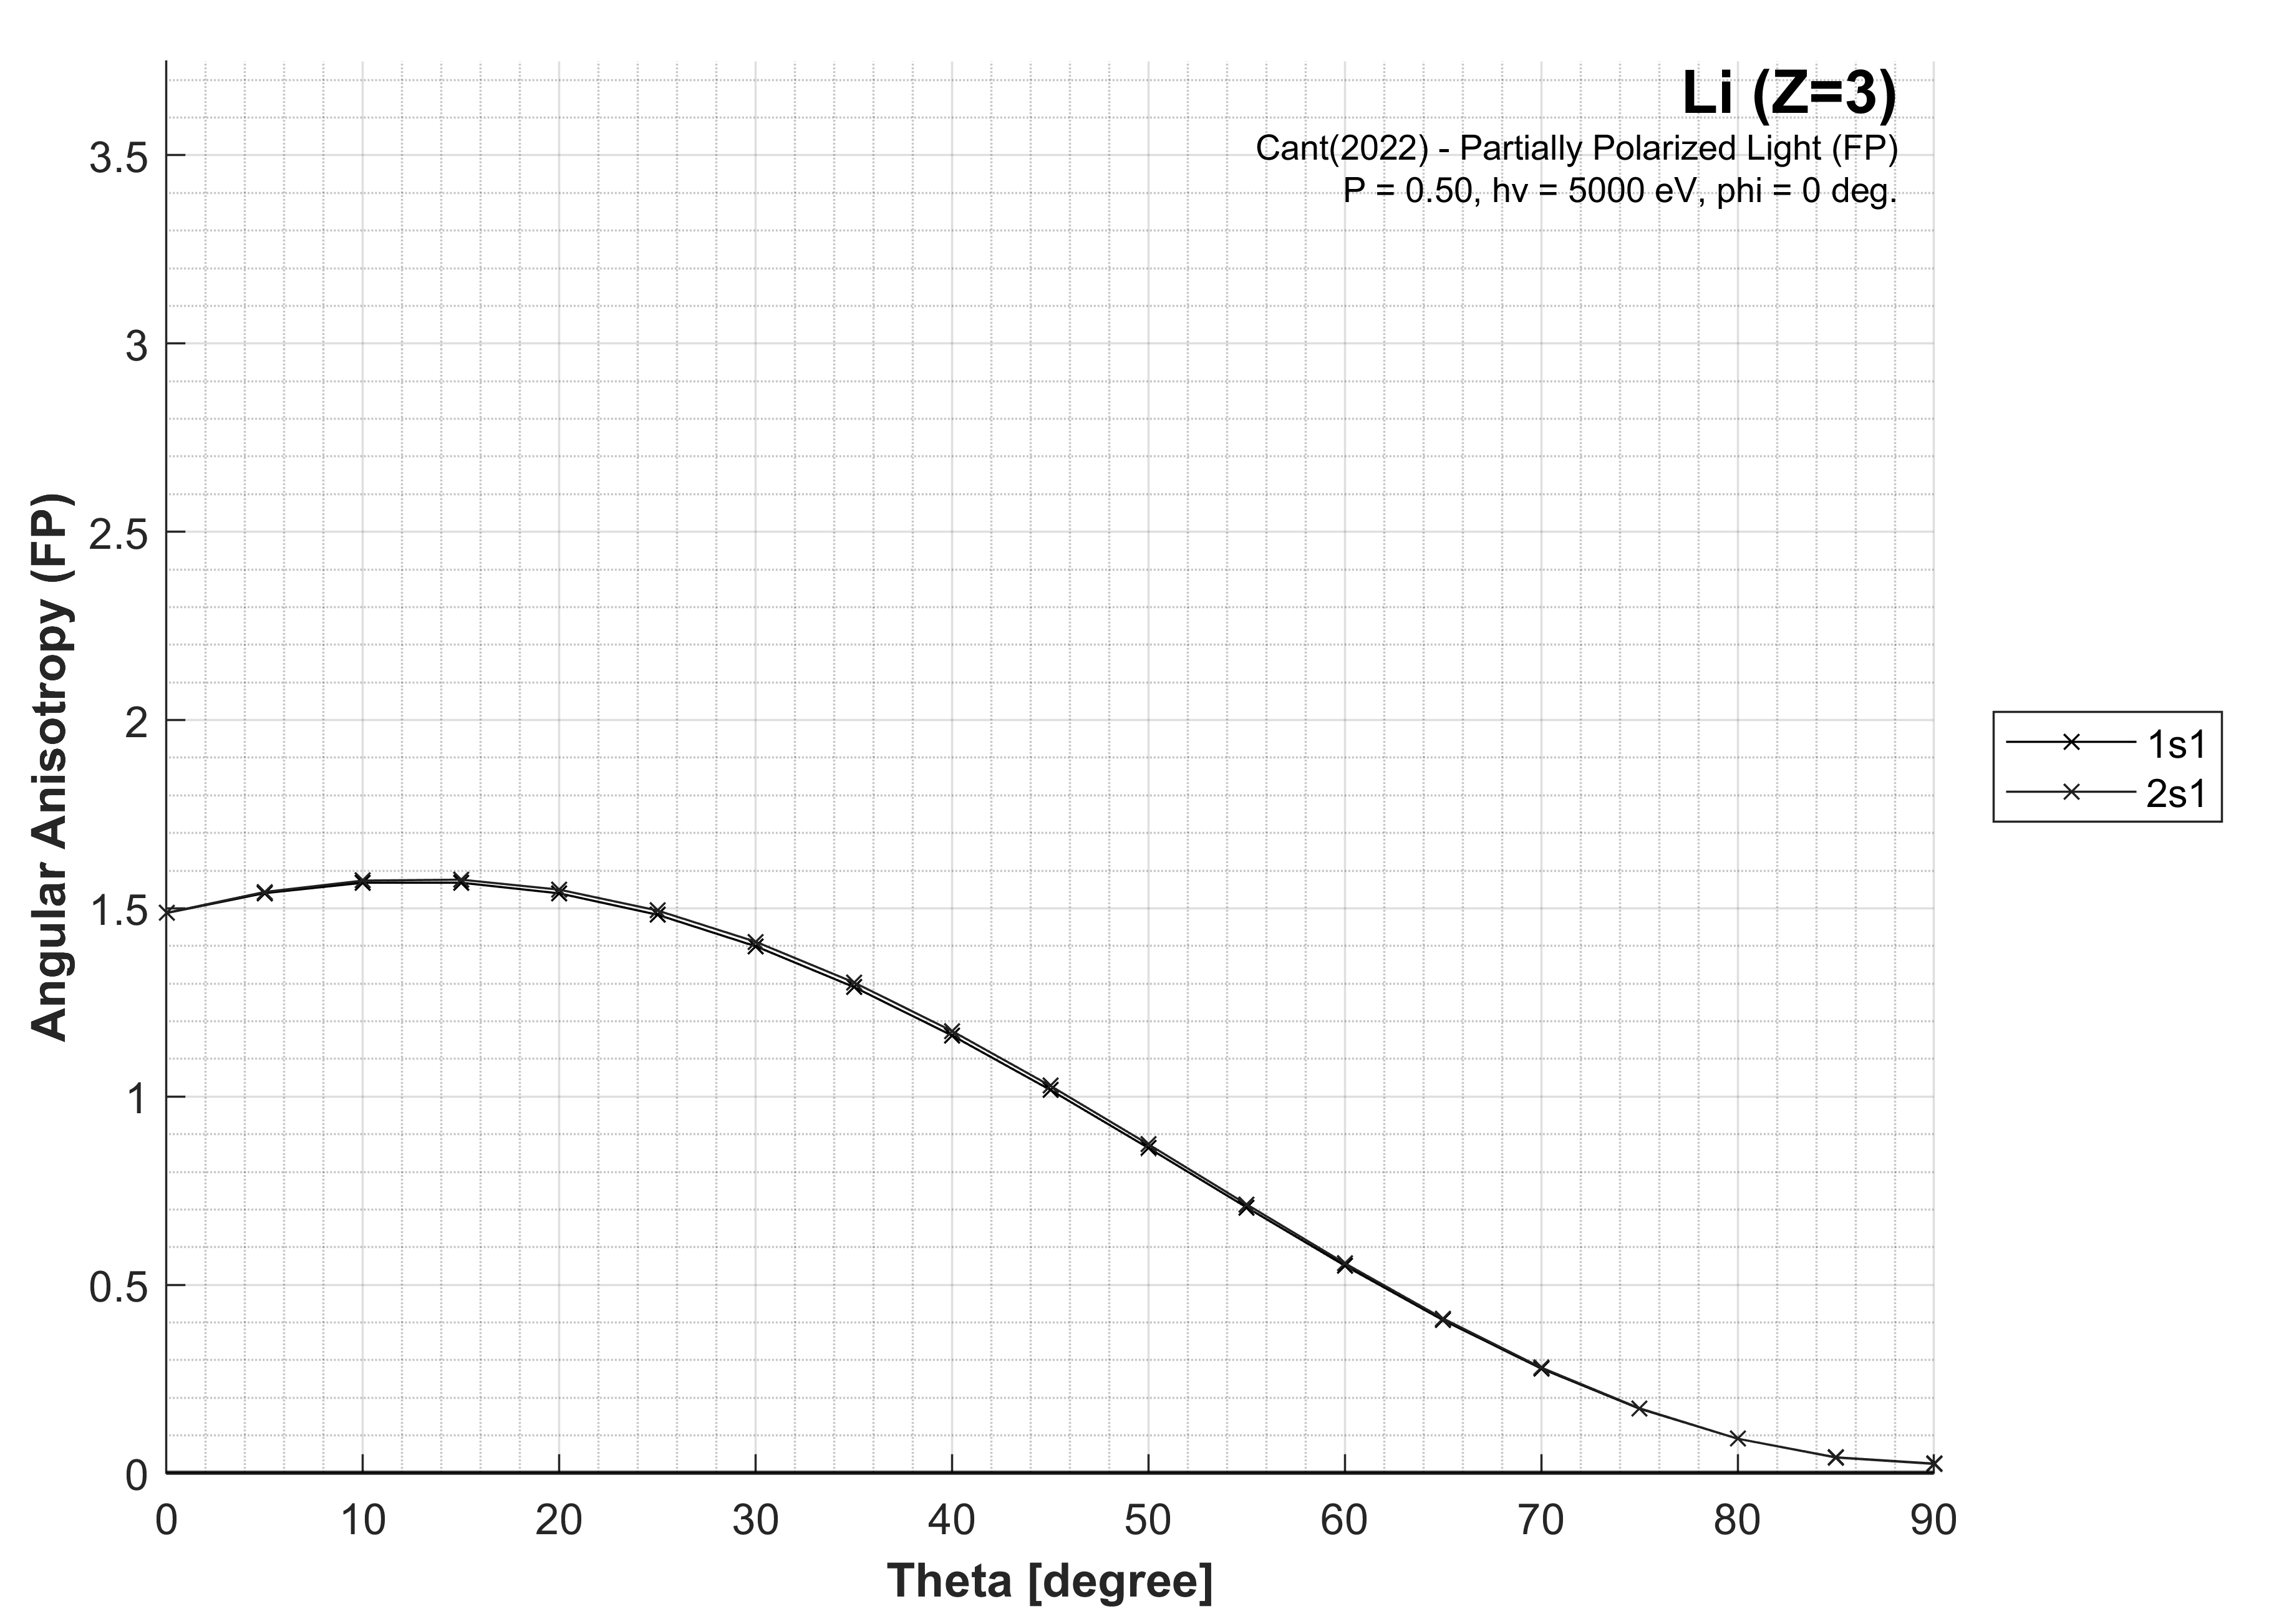 Li (Z=3)
Cant(2022) - Partially Polarized Light (FP)
P = 0.50, hv = 5000 eV, phi = 0 deg.
Angular Anisotropy (FP)
3.5
3
2.5
2
1.5
1
0.5
0
0 10 20 30 40 50 60 70 80 90
Theta [degree]
1s1
2s1